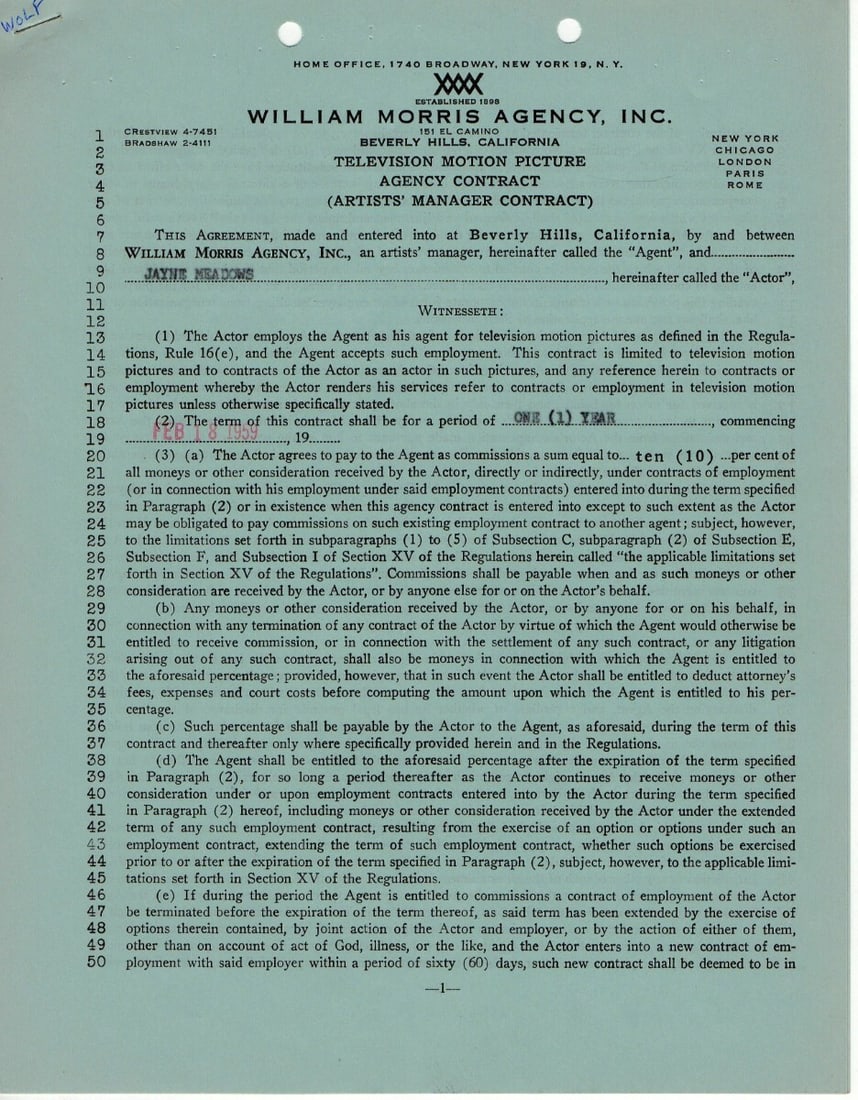 WOLF
HOME OFFICE, 1740 BROADWAY, NEW YORK 19, N. Y.
ESTABLISHED 1898
WILLIAM MORRIS AGENCY, INC.
CRESTVIEW 4-7451
BRADSHAW 2-4111
151 EL CAMINO
BEVERLY HILLS, CALIFORNIA
NEW YORK
CHICAGO
LONDON
PARIS
ROME
1
2
3 TELEVISION MOTION PICTURE
4 AGENCY CONTRACT
5 (ARTISTS' MANAGER CONTRACT)
6
7 THIS AGREEMENT, made and entered into at Beverly Hills, California, by and between
8 WILLIAM MORRIS AGENCY, INC., an artists' manager, hereinafter called the "Agent", and
9 JAYNE MEADOWS, hereinafter called the "Actor",
10
11 WITNESSETH:
12
13 (1) The Actor employs the Agent as his agent for television motion pictures as defined in the Regula-
14 tions, Rule 16(e), and the Agent accepts such employment. This contract is limited to television motion
15 pictures and to contracts of the Actor as an actor in such pictures, and any reference herein to contracts or
16 employment whereby the Actor renders his services refer to contracts or employment in television motion
17 pictures unless otherwise specifically stated.
18 (2) The term of this contract shall be for a period of ONE (1) YEAR, commencing
19 FEB 18 1959, 19
20 (3) (a) The Actor agrees to pay to the Agent as commissions a sum equal to... ten (10) ...per cent of
21 all moneys or other consideration received by the Actor, directly or indirectly, under contracts of employment
22 (or in connection with his employment under said employment contracts) entered into during the term specified
23 in Paragraph (2) or in existence when this agency contract is entered into except to such extent as the Actor
24 may be obligated to pay commissions on such existing employment contract to another agent; subject, however,
25 to the limitations set forth in subparagraphs (1) to (5) of Subsection C, subparagraph (2) of Subsection E,
26 Subsection F, and Subsection I of Section XV of the Regulations herein called "the applicable limitations set
27 forth in Section XV of the Regulations". Commissions shall be payable when and as such moneys or other
28 consideration are received by the Actor, or by anyone else for or on the Actor's behalf.
29 (b) Any moneys or other consideration received by the Actor, or by anyone for or on his behalf, in
30 connection with any termination of any contract of the Actor by virtue of which the Agent would otherwise be
31 entitled to receive commission, or in connection with the settlement of any such contract, or any litigation
32 arising out of any such contract, shall also be moneys in connection with which the Agent is entitled to
33 the aforesaid percentage; provided, however, that in such event the Actor shall be entitled to deduct attorney's
34 fees, expenses and court costs before computing the amount upon which the Agent is entitled to his per-
35 centage.
36 (c) Such percentage shall be payable by the Actor to the Agent, as aforesaid, during the term of this
37 contract and thereafter only where specifically provided herein and in the Regulations.
38 (d) The Agent shall be entitled to the aforesaid percentage after the expiration of the term specified
39 in Paragraph (2), for so long a period thereafter as the Actor continues to receive moneys or other
40 consideration under or upon employment contracts entered into by the Actor during the term specified
41 in Paragraph (2) hereof, including moneys or other consideration received by the Actor under the extended
42 term of any such employment contract, resulting from the exercise of an option or options under such an
43 employment contract, extending the term of such employment contract, whether such options be exercised
44 prior to or after the expiration of the term specified in Paragraph (2), subject, however, to the applicable limi-
45 tations set forth in Section XV of the Regulations.
46 (e) If during the period the Agent is entitled to commissions a contract of employment of the Actor
47 be terminated before the expiration of the term thereof, as said term has been extended by the exercise of
48 options therein contained, by joint action of the Actor and employer, or by the action of either of them,
49 other than on account of act of God, illness, or the like, and the Actor enters into a new contract of em-
50 ployment with said employer within a period of sixty (60) days, such new contract shall be deemed to be in
—1—